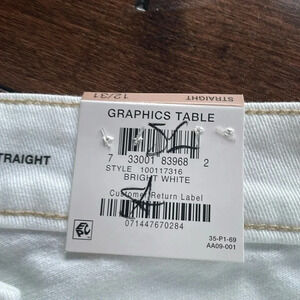 12/31 STRAIGHT
GRAPHICS TABLE
7 33001 83968 2
STYLE 100117316
BRIGHT WHITE
Customer Return Label
071447670284
35-P1-69
AA09-001
TRAIGHT